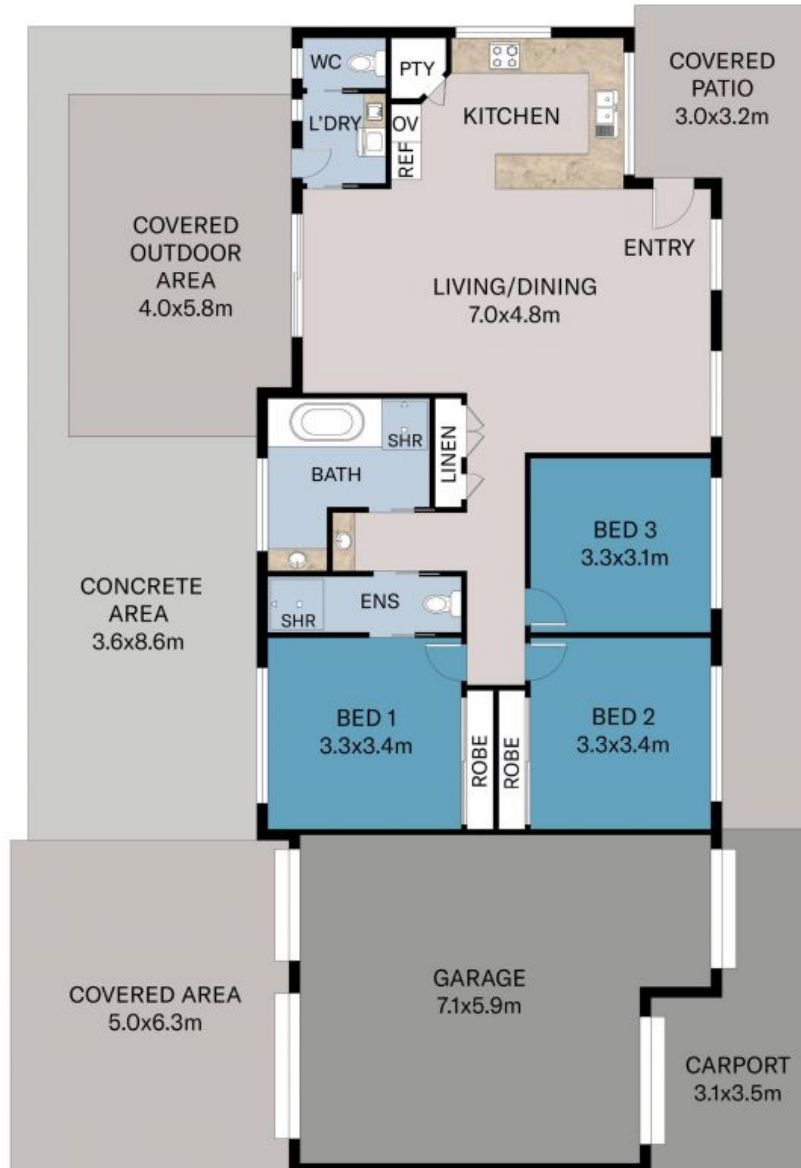 WC
PTY
COVERED
PATIO
3.0x3.2m
L'DRY
OV
REF
KITCHEN
COVERED
OUTDOOR
AREA
4.0x5.8m
ENTRY
LIVING/DINING
7.0x4.8m
SHR
LINEN
BATH
BED 3
3.3x3.1m
CONCRETE
AREA
3.6x8.6m
ENS
SHR
BED 1
3.3x3.4m
ROBE
ROBE
BED 2
3.3x3.4m
COVERED AREA
5.0x6.3m
GARAGE
7.1x5.9m
CARPORT
3.1x3.5m